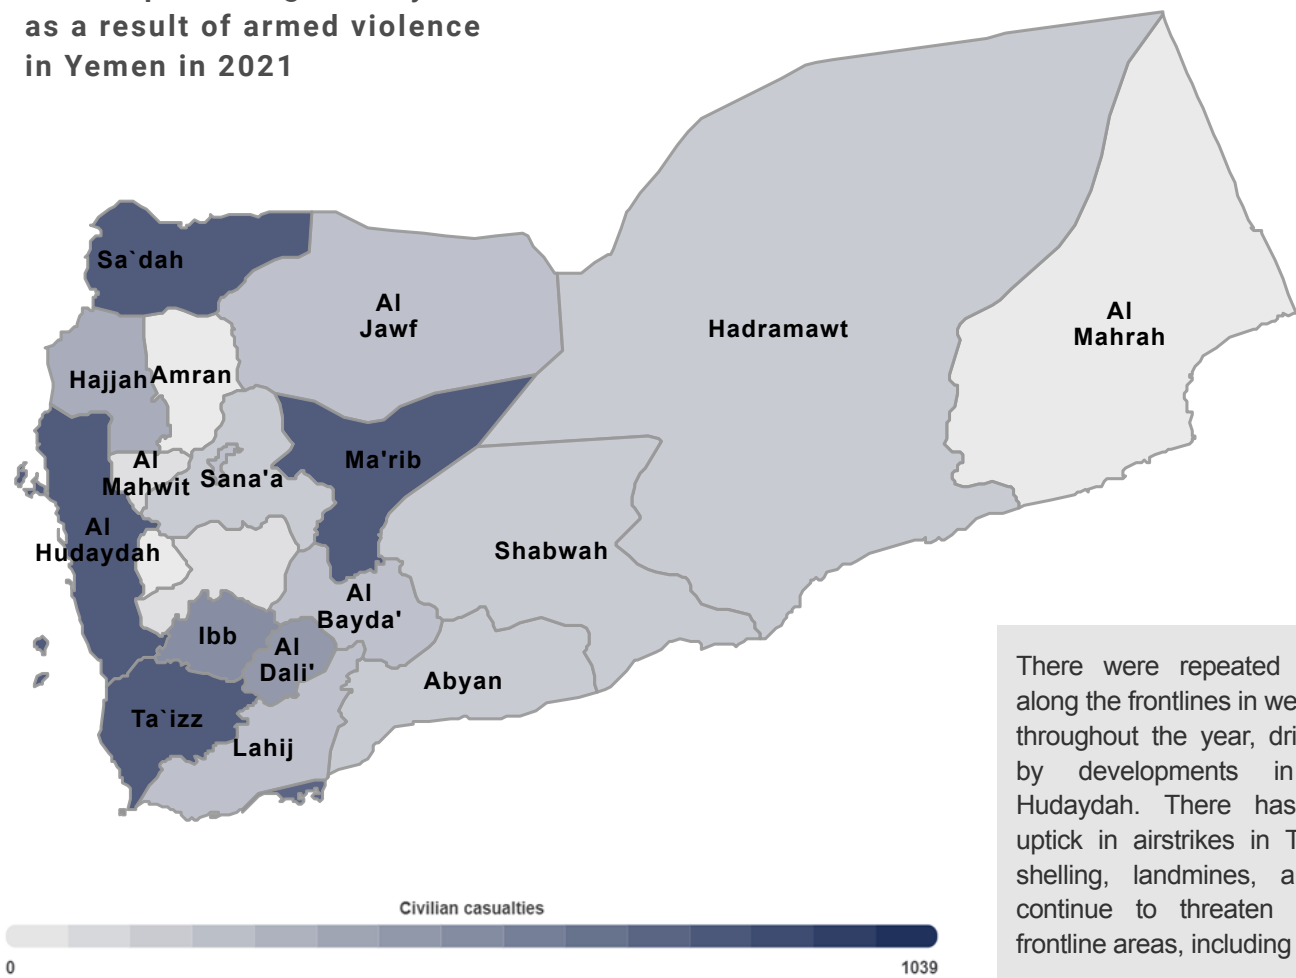 as a result of armed violence
in Yemen in 2021
Sa`dah
Al
Jawf
Hadramawt
Al
Mahrah
Hajjah
Amran
Al
Mahwit
Sana'a
Ma'rib
Al
Hudaydah
Shabwah
Al
Bayda'
Ibb
Al
Dali'
Abyan
Ta`izz
Lahij
There were repeated
along the frontlines in we
throughout the year, dri
by developments in
Hudaydah. There has
uptick in airstrikes in T
shelling, landmines, a
continue to threaten
frontline areas, including
Civilian casualties
0
1039